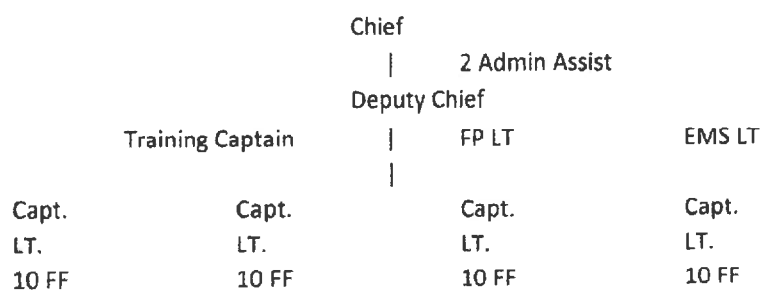 Chief
| 2 Admin Assist
Deputy Chief
Training Captain | FP LT EMS LT
|
Capt. Capt. Capt. Capt.
LT. LT. LT. LT.
10 FF 10 FF 10 FF 10 FF